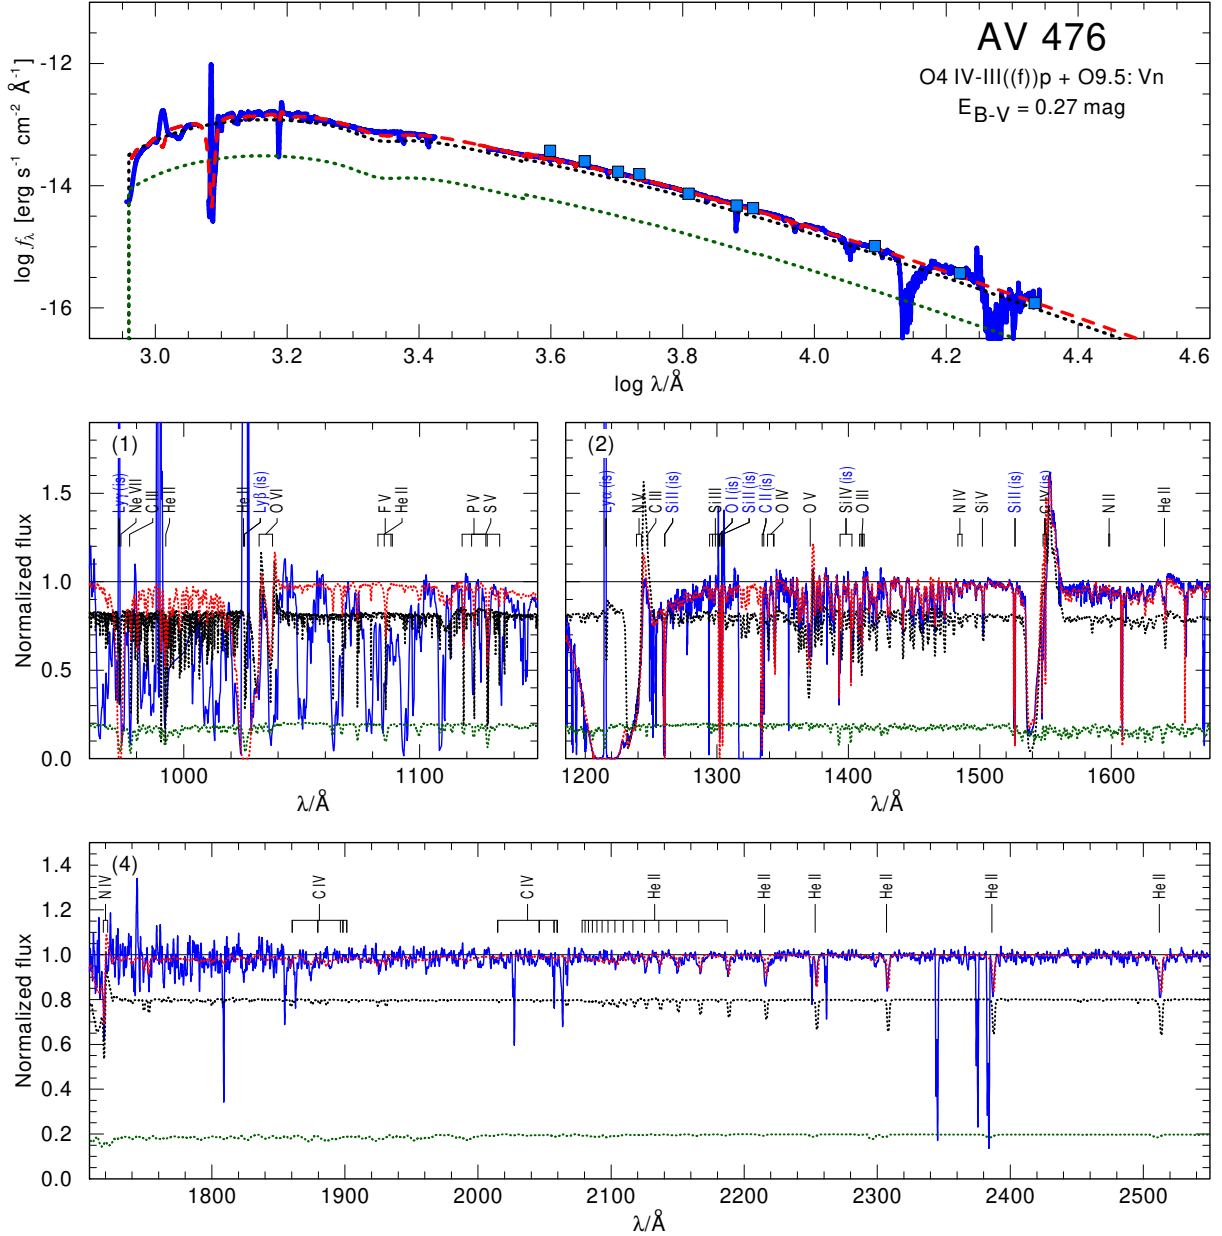 AV 476
O4 IV-III((f))p + O9.5: Vn
E B-V = 0.27 mag
-12
-13
-14
-15
-16
log fλ [erg s-1 cm-2 Å-1]
3.0 3.2 3.4 3.6 3.8 4.0 4.2 4.4 4.6
log λ/Å
(1)
Lyγ (is) Ne VII C III He II He II Lyβ (is) O VI F V He II P V S V
1.5
1.0
0.5
0.0
Normalized flux
1000 1100
λ/Å
(2)
Lyα (is) N V C III Si II (is) Si III O I (is) Si II (is) C II (is) O IV O V Si IV (is) O III N IV Si V Si II (is) C IV (is) N II He II
1200 1300 1400 1500 1600
λ/Å
(4)
N IV C IV C IV He II He II He II He II He II He II
1.4
1.2
1.0
0.8
0.6
0.4
0.2
0.0
Normalized flux
1800 1900 2000 2100 2200 2300 2400 2500
λ/Å